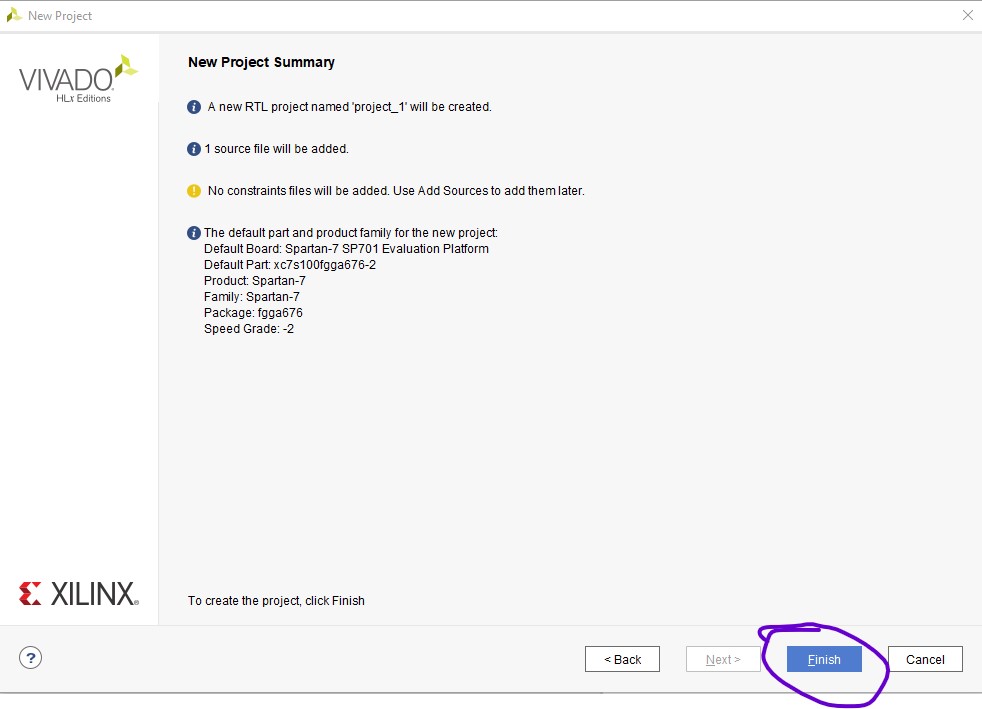 New Project
VIVADO.
HLx Editions
New Project Summary
A new RTL project named 'project_1' will be created.
1 source file will be added.
No constraints files will be added. Use Add Sources to add them later.
The default part and product family for the new project:
Default Board: Spartan-7 SP701 Evaluation Platform
Default Part: xc7s100fgga676-2
Product: Spartan-7
Family: Spartan-7
Package: fgga676
Speed Grade: -2
XILINX
To create the project, click Finish
? < Back Next > Finish Cancel